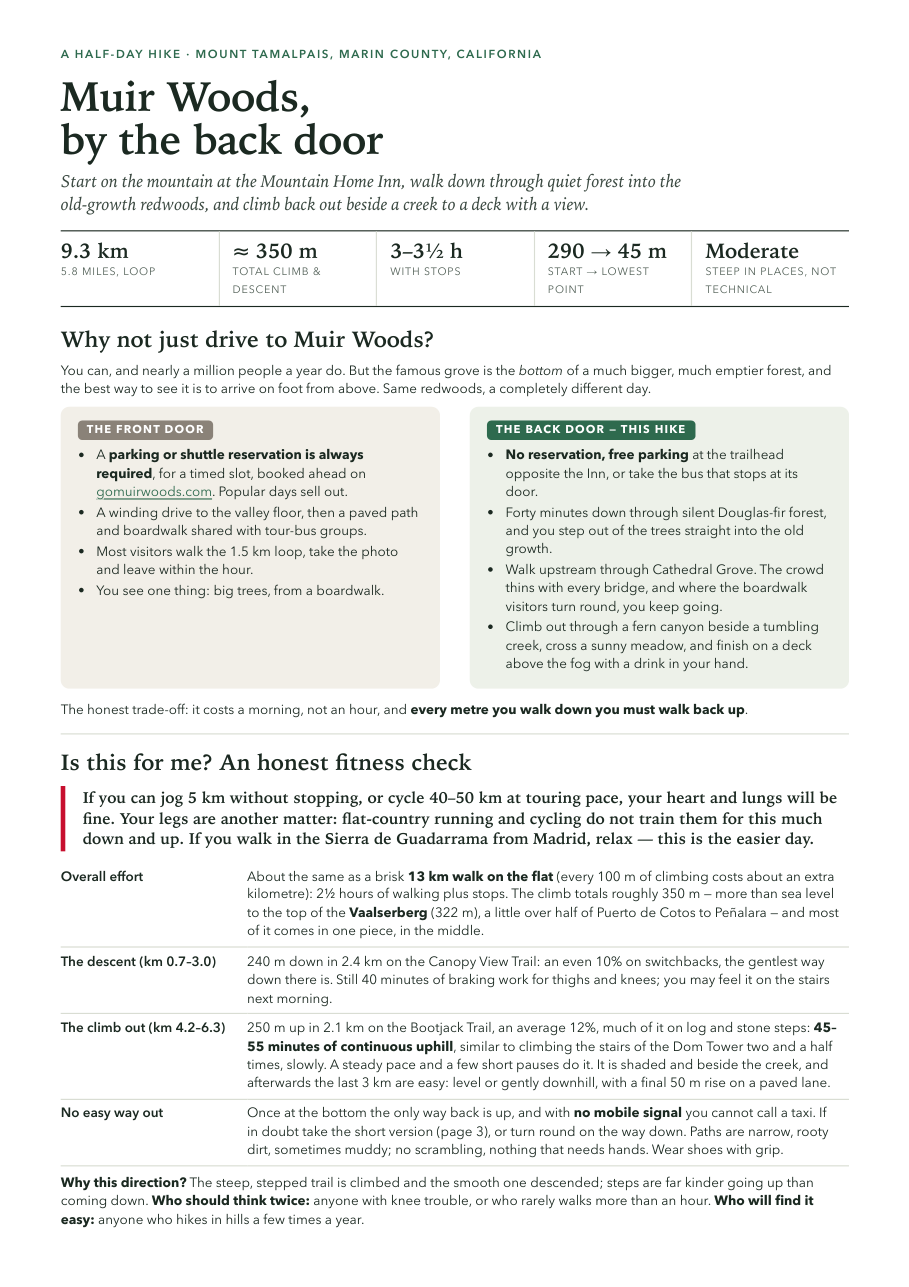 A HALF-DAY HIKE · MOUNT TAMALPAIS, MARIN COUNTY, CALIFORNIA
Muir Woods,
by the back door
Start on the mountain at the Mountain Home Inn, walk down through quiet forest into the
old-growth redwoods, and climb back out beside a creek to a deck with a view.
9.3 km
5.8 MILES, LOOP
≈ 350 m
TOTAL CLIMB &
DESCENT
3–3½ h
WITH STOPS
290 → 45 m
START → LOWEST
POINT
Moderate
STEEP IN PLACES, NOT
TECHNICAL
Why not just drive to Muir Woods?
You can, and nearly a million people a year do. But the famous grove is the bottom of a much bigger, much emptier forest, and
the best way to see it is to arrive on foot from above. Same redwoods, a completely different day.
THE FRONT DOOR
• A parking or shuttle reservation is always
required, for a timed slot, booked ahead on
gomuirwoods.com. Popular days sell out.
• A winding drive to the valley floor, then a paved path
and boardwalk shared with tour-bus groups.
• Most visitors walk the 1.5 km loop, take the photo
and leave within the hour.
• You see one thing: big trees, from a boardwalk.
THE BACK DOOR – THIS HIKE
• No reservation, free parking at the trailhead
opposite the Inn, or take the bus that stops at its
door.
• Forty minutes down through silent Douglas-fir forest,
and you step out of the trees straight into the old
growth.
• Walk upstream through Cathedral Grove. The crowd
thins with every bridge, and where the boardwalk
visitors turn round, you keep going.
• Climb out through a fern canyon beside a tumbling
creek, cross a sunny meadow, and finish on a deck
above the fog with a drink in your hand.
The honest trade-off: it costs a morning, not an hour, and every metre you walk down you must walk back up.
Is this for me? An honest fitness check
If you can jog 5 km without stopping, or cycle 40–50 km at touring pace, your heart and lungs will be
fine. Your legs are another matter: flat-country running and cycling do not train them for this much
down and up. If you walk in the Sierra de Guadarrama from Madrid, relax — this is the easier day.
Overall effort
About the same as a brisk 13 km walk on the flat (every 100 m of climbing costs about an extra
kilometre): 2½ hours of walking plus stops. The climb totals roughly 350 m – more than sea level
to the top of the Vaalserberg (322 m), a little over half of Puerto de Cotos to Peñalara – and most
of it comes in one piece, in the middle.
The descent (km 0.7–3.0)
240 m down in 2.4 km on the Canopy View Trail: an even 10% on switchbacks, the gentlest way
down there is. Still 40 minutes of braking work for thighs and knees; you may feel it on the stairs
next morning.
The climb out (km 4.2–6.3)
250 m up in 2.1 km on the Bootjack Trail, an average 12%, much of it on log and stone steps: 45–
55 minutes of continuous uphill, similar to climbing the stairs of the Dom Tower two and a half
times, slowly. A steady pace and a few short pauses do it. It is shaded and beside the creek, and
afterwards the last 3 km are easy: level or gently downhill, with a final 50 m rise on a paved lane.
No easy way out
Once at the bottom the only way back is up, and with no mobile signal you cannot call a taxi. If
in doubt take the short version (page 3), or turn round on the way down. Paths are narrow, rooty
dirt, sometimes muddy; no scrambling, nothing that needs hands. Wear shoes with grip.
Why this direction? The steep, stepped trail is climbed and the smooth one descended; steps are far kinder going up than
coming down. Who should think twice: anyone with knee trouble, or who rarely walks more than an hour. Who will find it
easy: anyone who hikes in hills a few times a year.